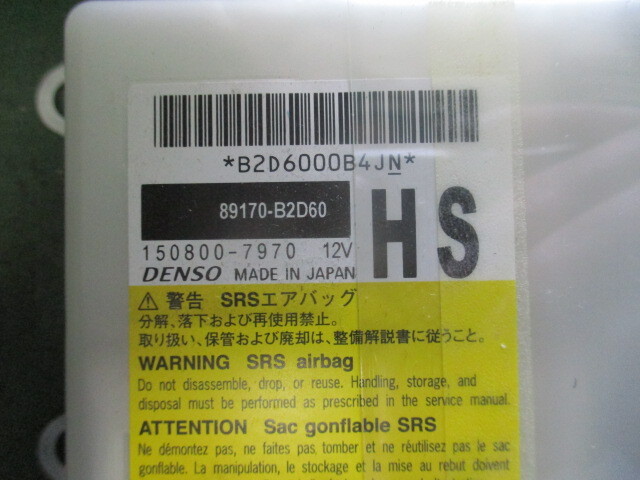 *B2D6000B4JN*
89170-B2D60
150800-7970 12V
HS
DENSO MADE IN JAPAN
⚠ 警告 SRSエアバッグ
分解、落下および再使用禁止。
取り扱い、保管および廃却は、整備解説書に従うこと。
WARNING SRS airbag
Do not disassemble, drop, or reuse. Handling, storage, and
disposal must be performed as prescribed in the service manual.
ATTENTION Sac gonflable SRS
Ne démontez pas, ne faites pas tomber et ne réutilisez pas le sac
gonflable. La manipulation, le stockage et la mise au rebut doivent